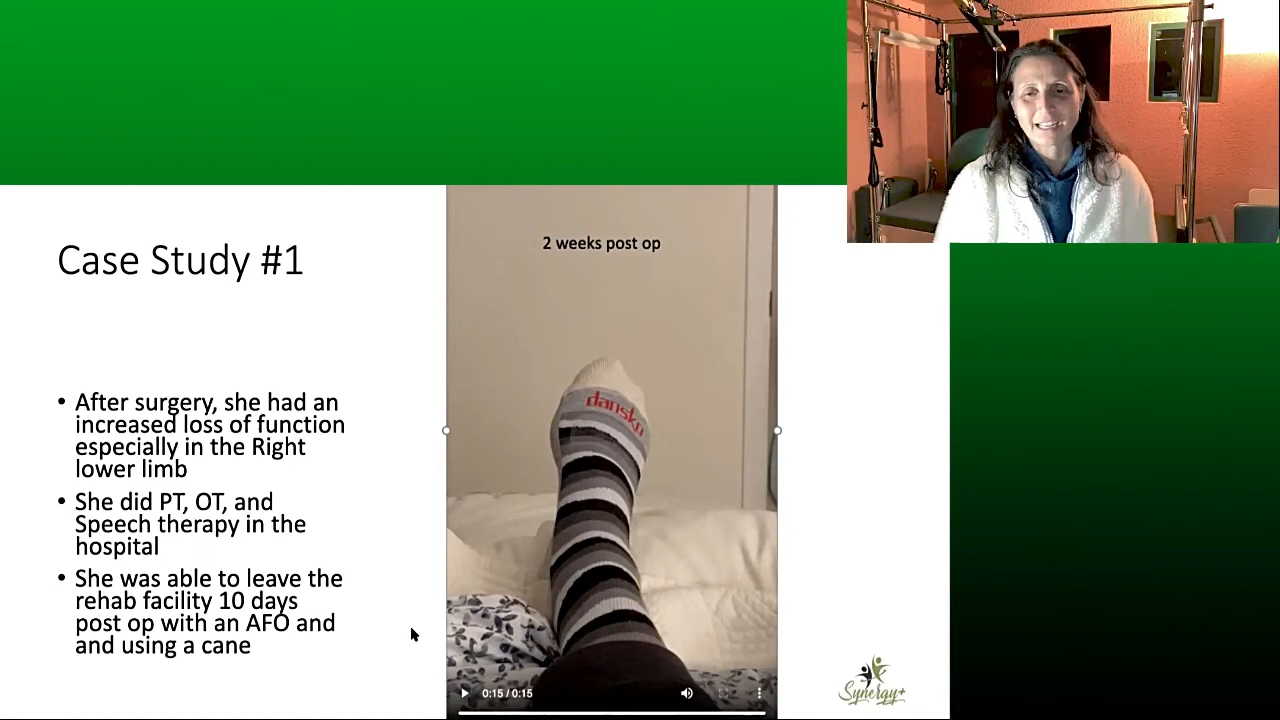 2 weeks post op
Case Study #1
• After surgery, she had an
increased loss of function
especially in the Right
lower limb
• She did PT, OT, and
Speech therapy in the
hospital
• She was able to leave the
rehab facility 10 days
post op with an AFO and
and using a cane
dansko
0:15 / 0:15
Synergy+